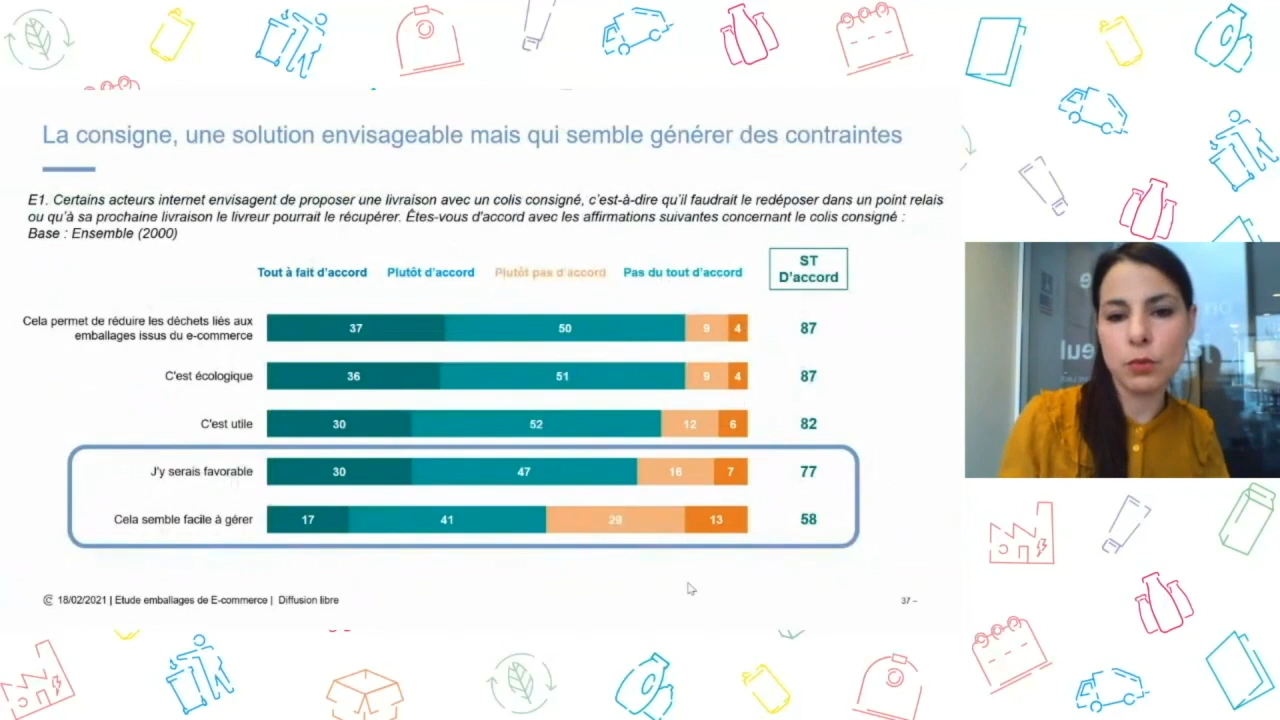 La consigne, une solution envisageable mais qui semble générer des contraintes
E1. Certains acteurs internet envisagent de proposer une livraison avec un colis consigné, c'est-à-dire qu'il faudrait le redéposer dans un point relais
ou qu'à sa prochaine livraison le livreur pourrait le récupérer. Êtes-vous d'accord avec les affirmations suivantes concernant le colis consigné :
Base : Ensemble (2000)
Tout à fait d'accord Plutôt d'accord Plutôt pas d'accord Pas du tout d'accord
ST
D'accord
Cela permet de réduire les déchets liés aux
emballages issus du e-commerce
37 50 9 4 87
C'est écologique 36 51 9 4 87
C'est utile 30 52 12 6 82
J'y serais favorable 30 47 16 7 77
Cela semble facile à gérer 17 41 29 13 58
18/02/2021 | Etude emballages de E-commerce | Diffusion libre
37 –